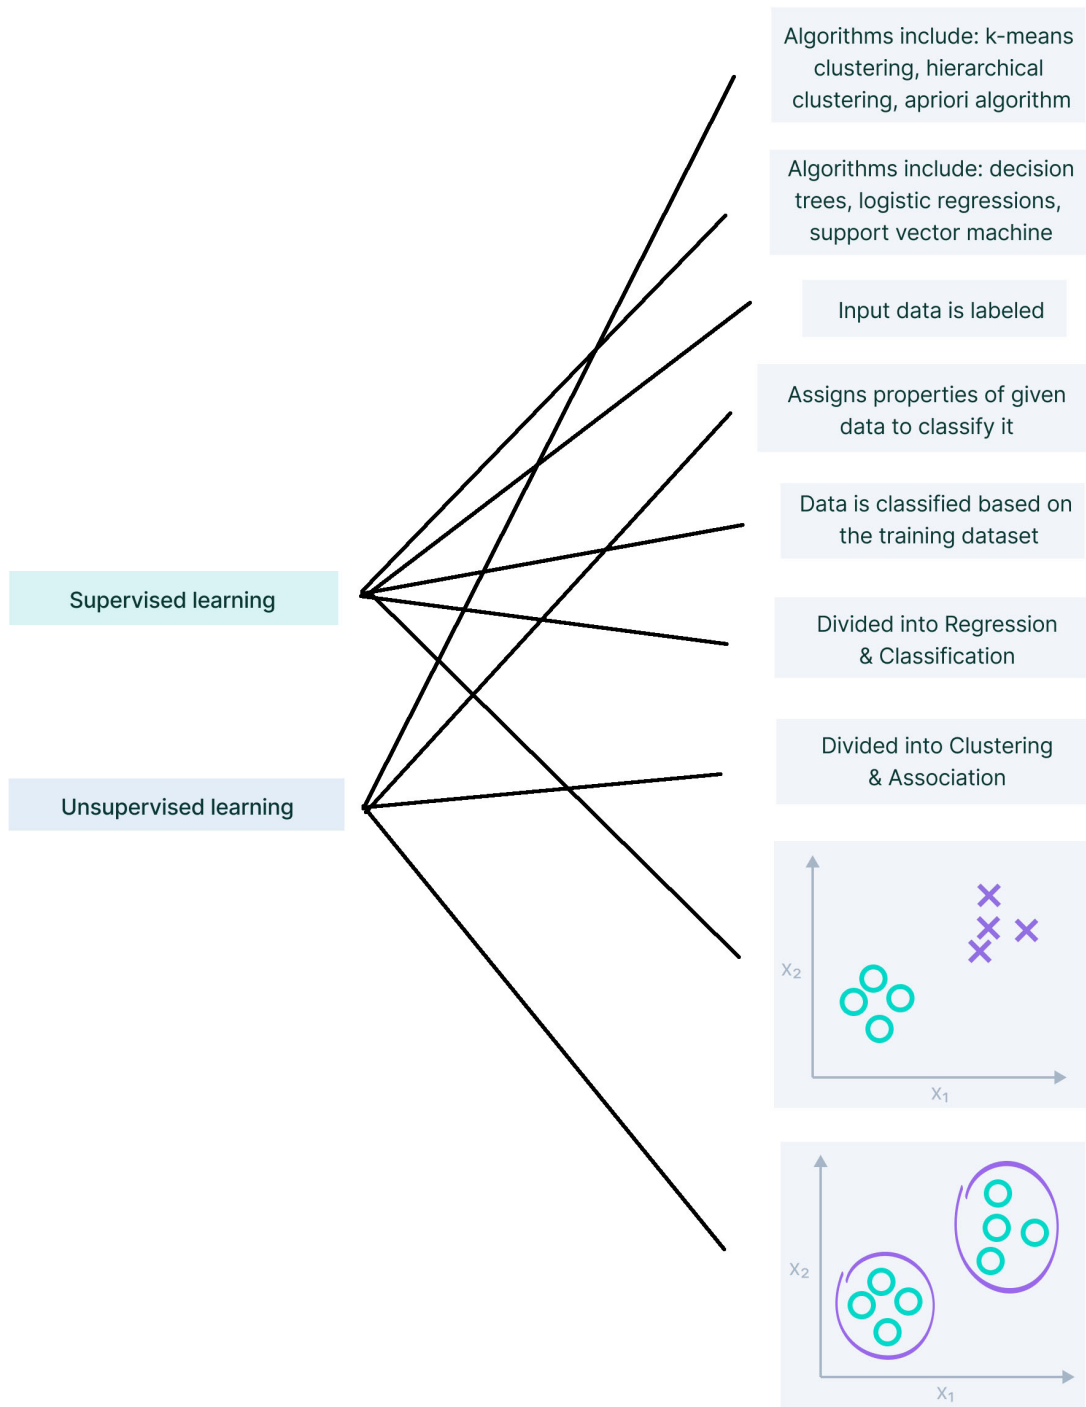 Algorithms include: k-means
clustering, hierarchical
clustering, apriori algorithm
Algorithms include: decision
trees, logistic regressions,
support vector machine
Input data is labeled
Assigns properties of given
data to classify it
Data is classified based on
the training dataset
Supervised learning
Divided into Regression
& Classification
Divided into Clustering
& Association
Unsupervised learning
X₂
X₁
X₂
X₁